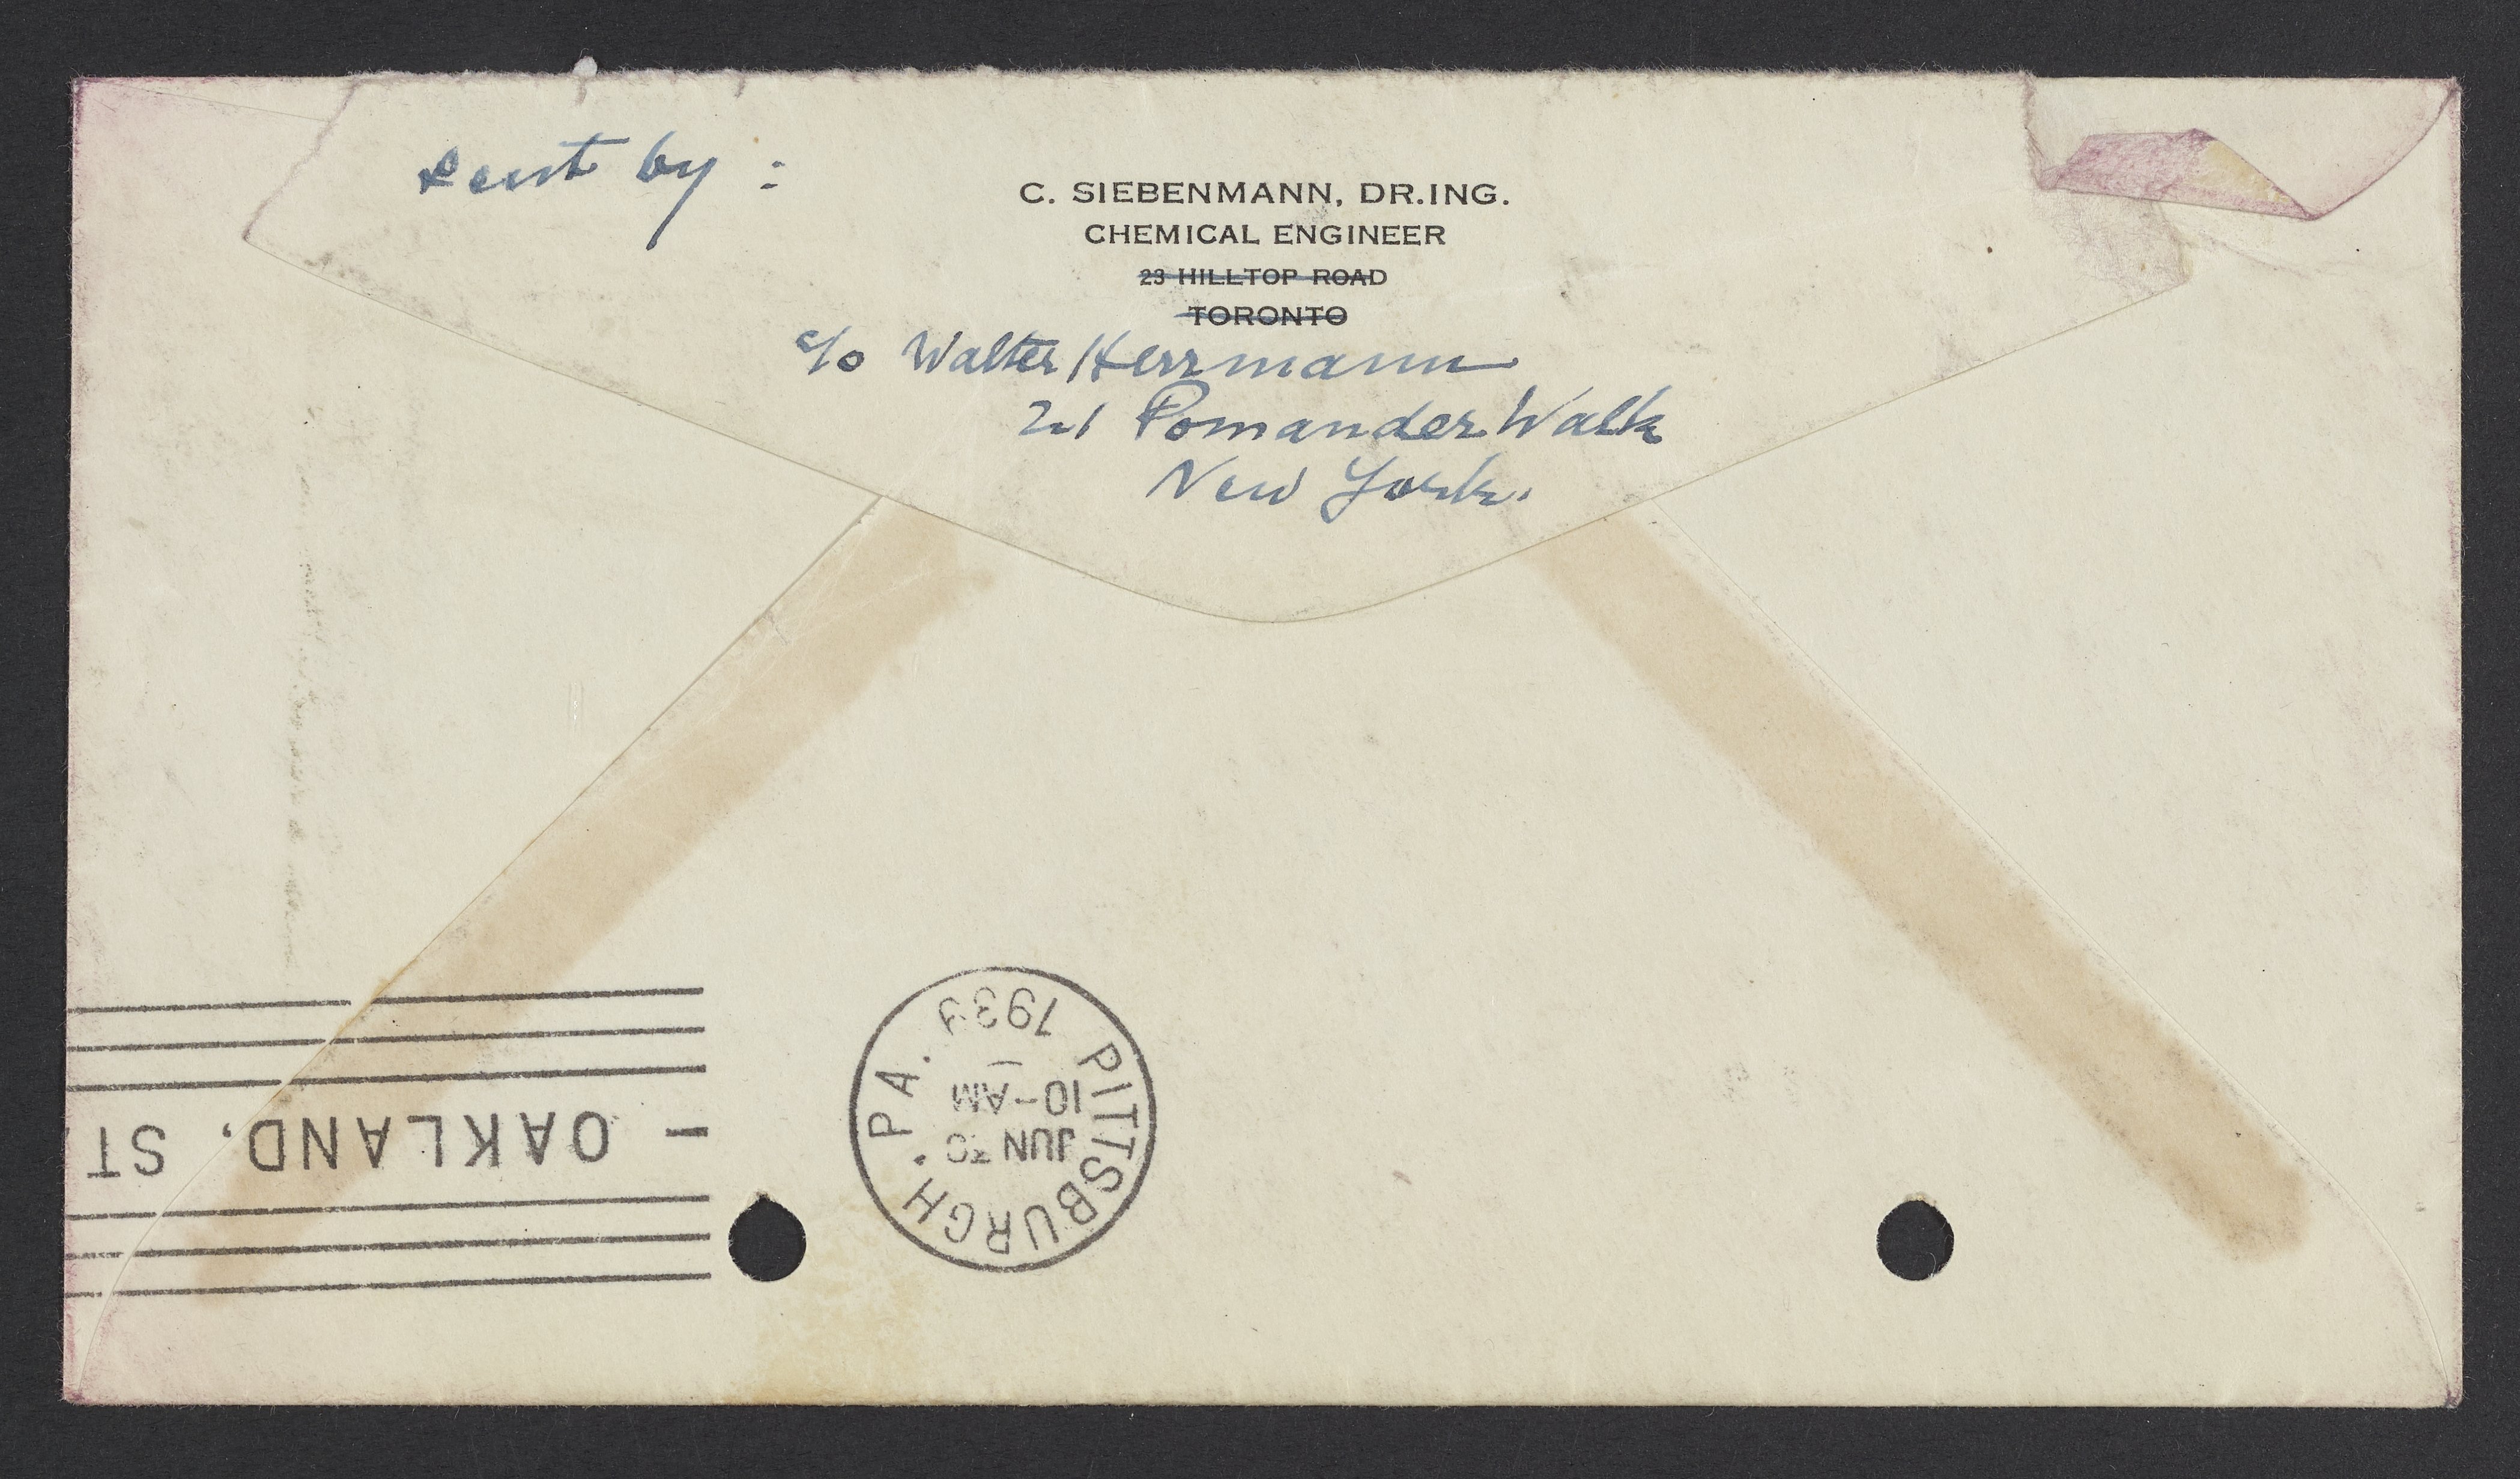 sent by :
C. SIEBENMANN, DR.ING.
CHEMICAL ENGINEER
23 HILLTOP ROAD
TORONTO
c/o Walter Herrmann
21 Pomander Walk
New York.
PITTSBURGH, PA.
JUN 30
10-AM
1939
- OAKLAND, ST